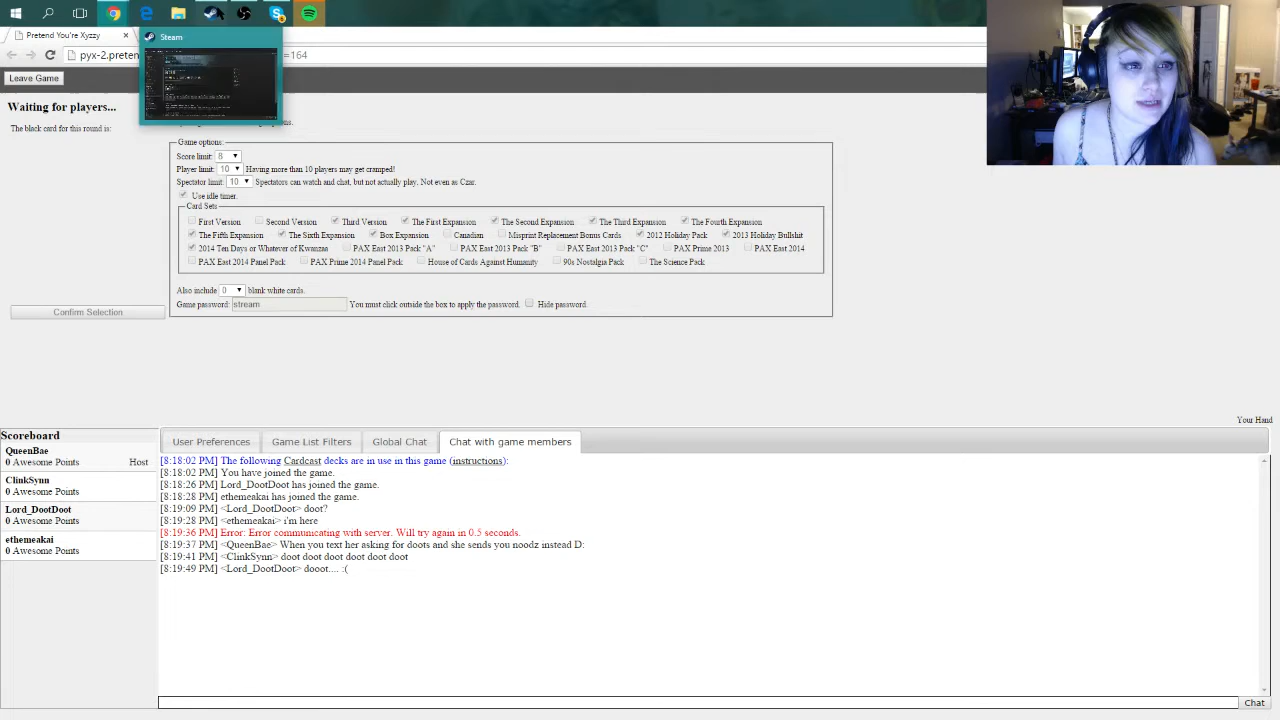 Steam
Pretend You're Xyzzy
pyx-2.preten
=164
Leave Game
Waiting for players...
The black card for this round is:
Game options:
Score limit: 8
Player limit: 10 Having more than 10 players may get cramped!
Spectator limit: 10 Spectators can watch and chat, but not actually play. Not even as Czar.
Use idle timer.
Card Sets
First Version Second Version Third Version The First Expansion The Second Expansion The Third Expansion The Fourth Expansion
The Fifth Expansion The Sixth Expansion Box Expansion Canadian Misprint Replacement Bonus Cards 2012 Holiday Pack 2013 Holiday Bullshit
2014 Ten Days or Whatever of Kwanzaa PAX East 2013 Pack "A" PAX East 2013 Pack "B" PAX East 2013 Pack "C" PAX Prime 2013 PAX East 2014
PAX East 2014 Panel Pack PAX Prime 2014 Panel Pack House of Cards Against Humanity 90s Nostalgia Pack The Science Pack
Also include 0 blank white cards.
Game password: stream You must click outside the box to apply the password. Hide password.
Confirm Selection
Your Hand
Scoreboard
QueenBae
0 Awesome Points Host
ClinkSynn
0 Awesome Points
Lord_DootDoot
0 Awesome Points
ethemeakai
0 Awesome Points
User Preferences Game List Filters Global Chat Chat with game members
[8:18:02 PM] The following Cardcast decks are in use in this game (instructions):
[8:18:02 PM] You have joined the game.
[8:18:26 PM] Lord_DootDoot has joined the game.
[8:18:28 PM] ethemeakai has joined the game.
[8:19:09 PM] <Lord_DootDoot> doot?
[8:19:28 PM] <ethemeakai> i'm here
[8:19:36 PM] Error: Error communicating with server. Will try again in 0.5 seconds.
[8:19:37 PM] <QueenBae> When you text her asking for doots and she sends you noodz instead D:
[8:19:41 PM] <ClinkSynn> doot doot doot doot doot doot
[8:19:49 PM] <Lord_DootDoot> dooot.... :(
Chat